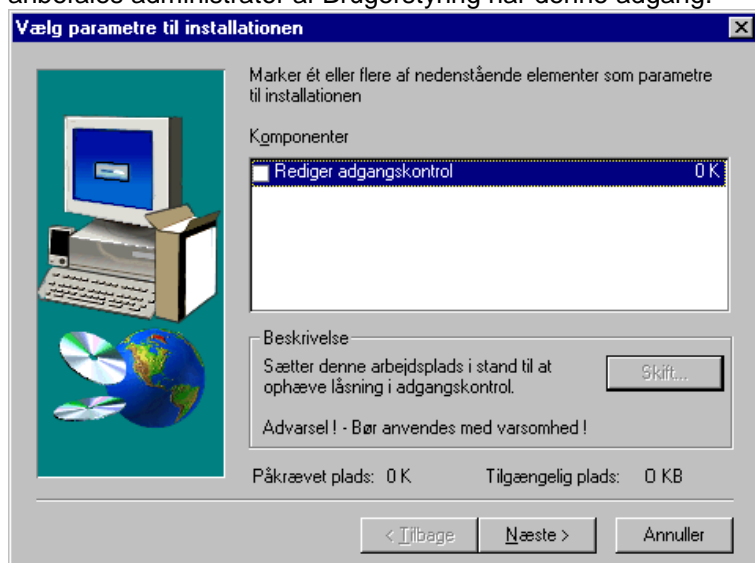 anbefales administrator af Brugerstyring har denne adgang.
Vælg parametre til installationen
Marker ét eller flere af nedenstående elementer som parametre
til installationen
Komponenter
Rediger adgangskontrol 0 K
Beskrivelse
Sætter denne arbejdsplads i stand til at
ophæve låsning i adgangskontrol.
Skift...
Advarsel ! - Bør anvendes med varsomhed !
Påkrævet plads: 0 K Tilgængelig plads: 0 KB
< Tilbage Næste > Annuller